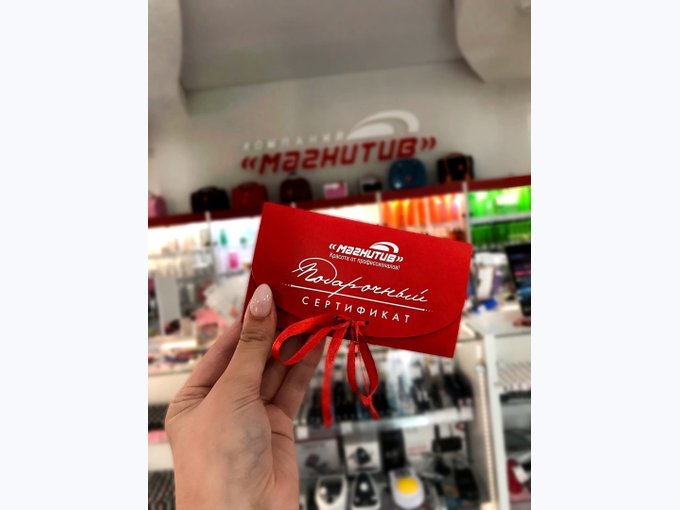 КОМПАНИЯ
«МАГНИТИВ»
«МАГНИТИВ»
Красота от профессионалов!
Подарочный
СЕРТИФИКАТ